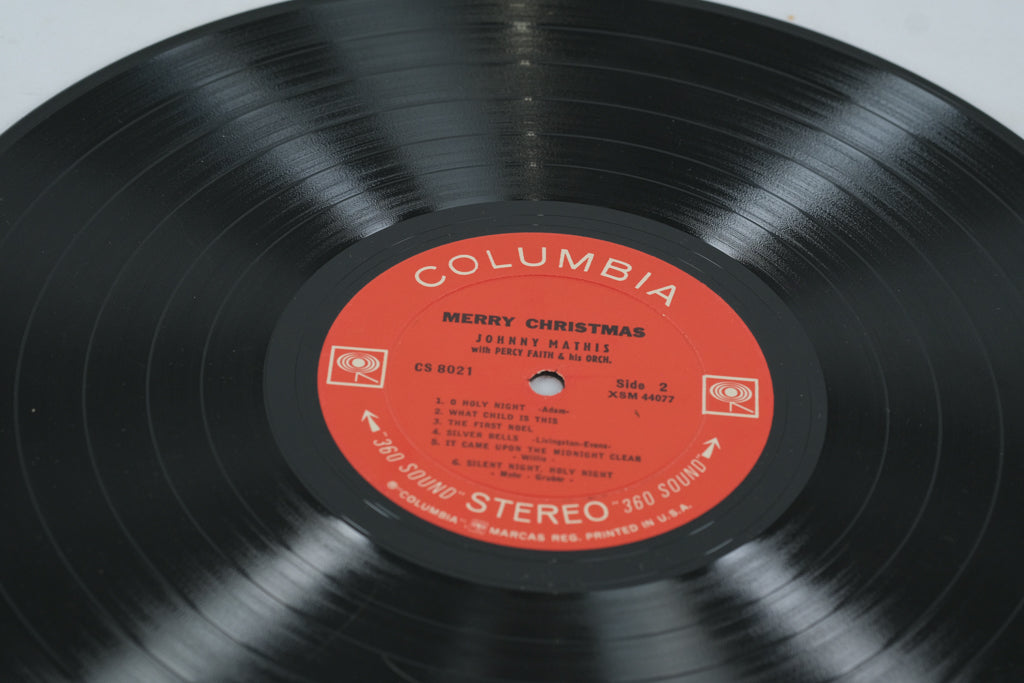 COLUMBIA
MERRY CHRISTMAS
JOHNNY MATHIS
with PERCY FAITH & his ORCH.
CS 8021
Side 2
XSM 44077
1. O HOLY NIGHT -Adam-
2. WHAT CHILD IS THIS
3. THE FIRST NOEL
4. SILVER BELLS -Livingston-Evans-
5. IT CAME UPON THE MIDNIGHT CLEAR
- Willis -
6. SILENT NIGHT, HOLY NIGHT
- Mohr - Gruber -
"360 SOUND" STEREO "360 SOUND"
® "COLUMBIA", MARCAS REG. PRINTED IN U.S.A.